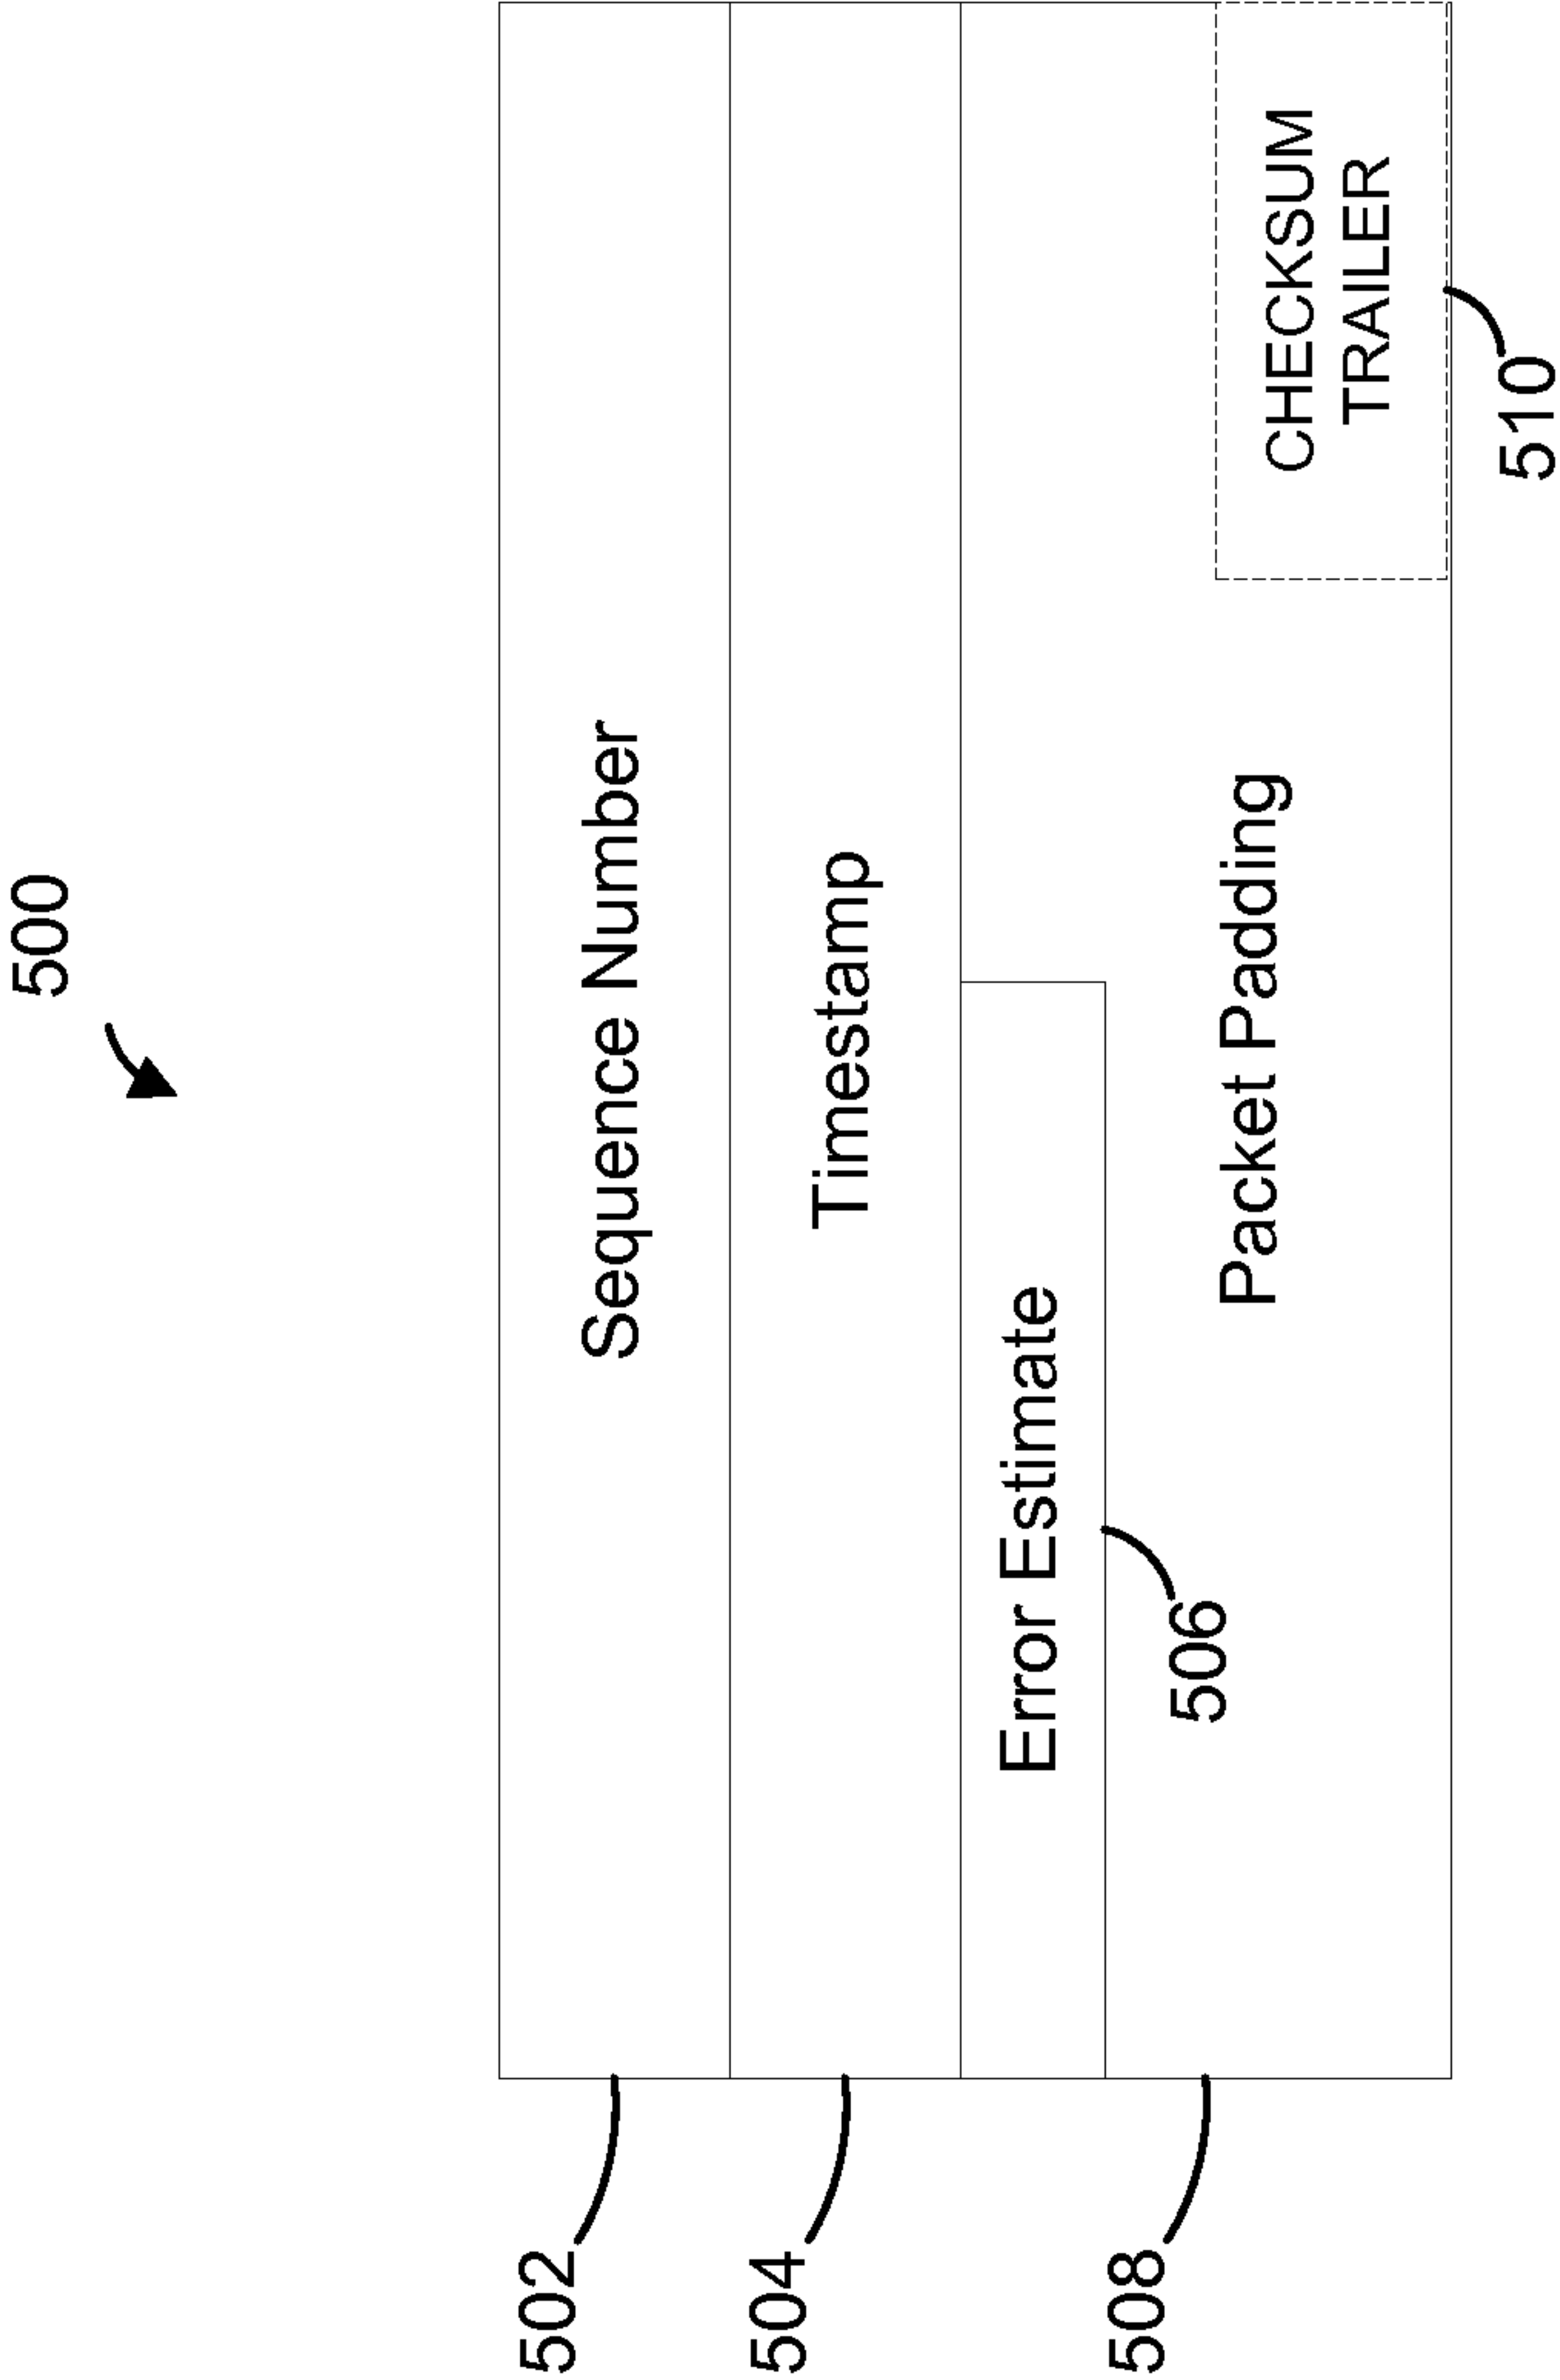 500
502
Sequence Number
504
Timestamp
Error Estimate
506
508
Packet Padding
CHECKSUM
TRAILER
510